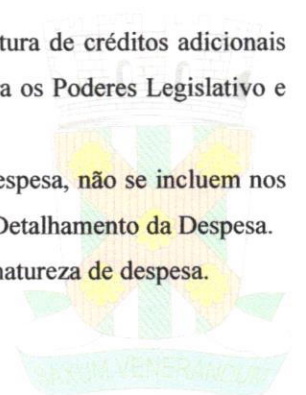 tura de créditos adicionais
a os Poderes Legislativo e
espesa, não se incluem nos
Detalhamento da Despesa.
natureza de despesa.